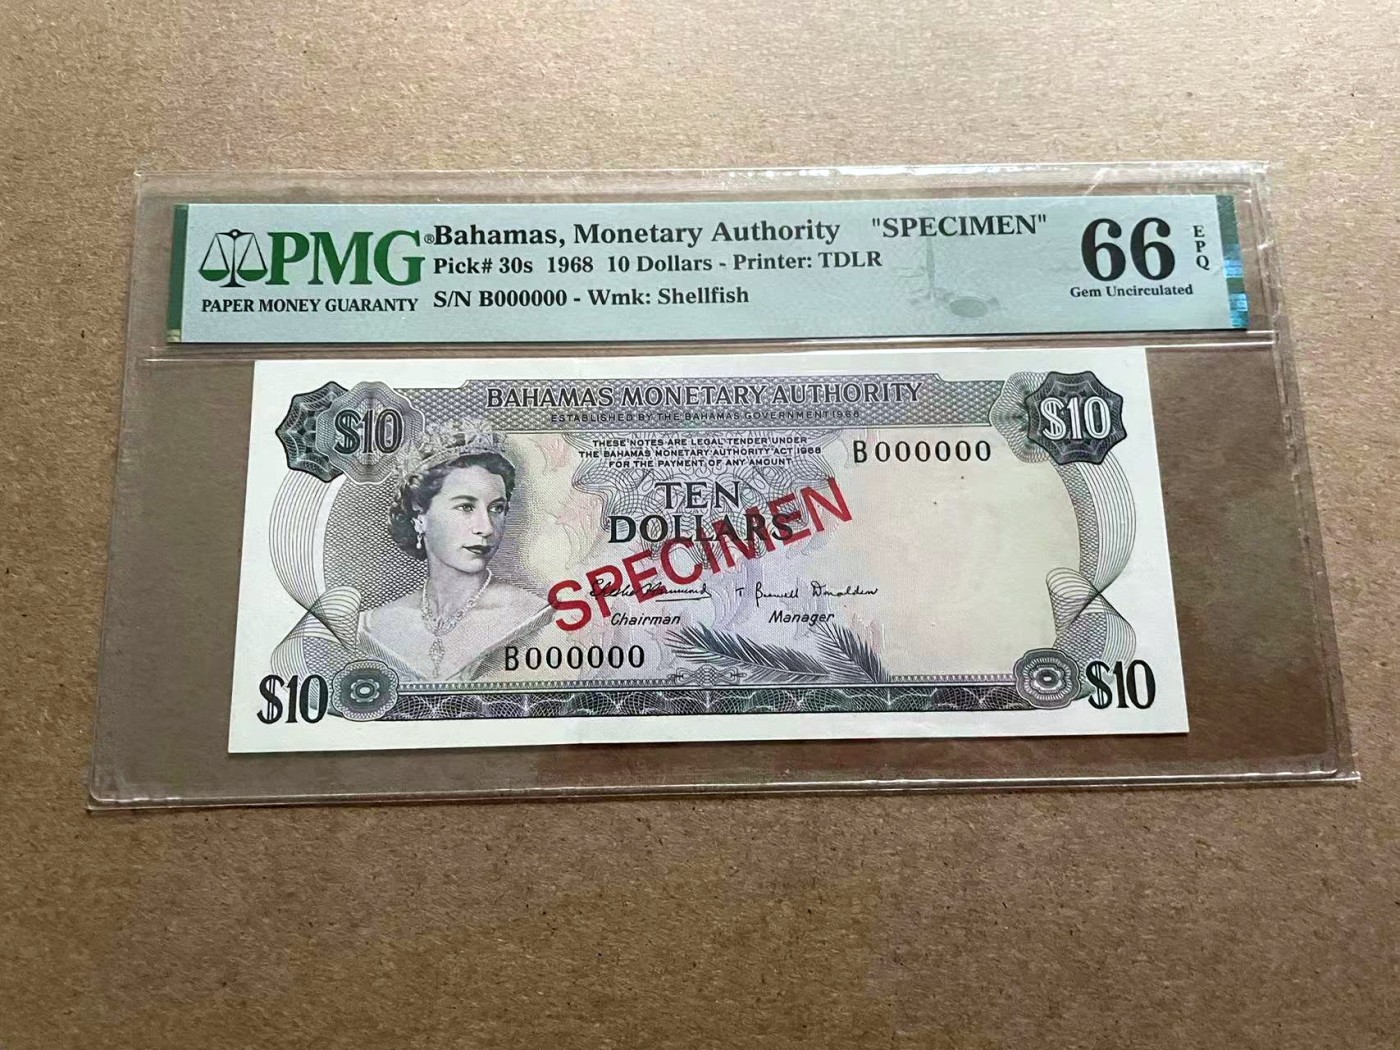 PMG®
PAPER MONEY GUARANTY
Bahamas, Monetary Authority "SPECIMEN"
Pick# 30s 1968 10 Dollars - Printer: TDLR
S/N B000000 - Wmk: Shellfish
66
EPQ
Gem Uncirculated
$10
BAHAMAS MONETARY AUTHORITY
ESTABLISHED BY THE BAHAMAS GOVERNMENT 1968
$10
THESE NOTES ARE LEGAL TENDER UNDER
THE BAHAMAS MONETARY AUTHORITY ACT 1968
FOR THE PAYMENT OF ANY AMOUNT
B000000
TEN
DOLLARS
SPECIMEN
T Donaldson
Chairman
Manager
B000000
$10
$10